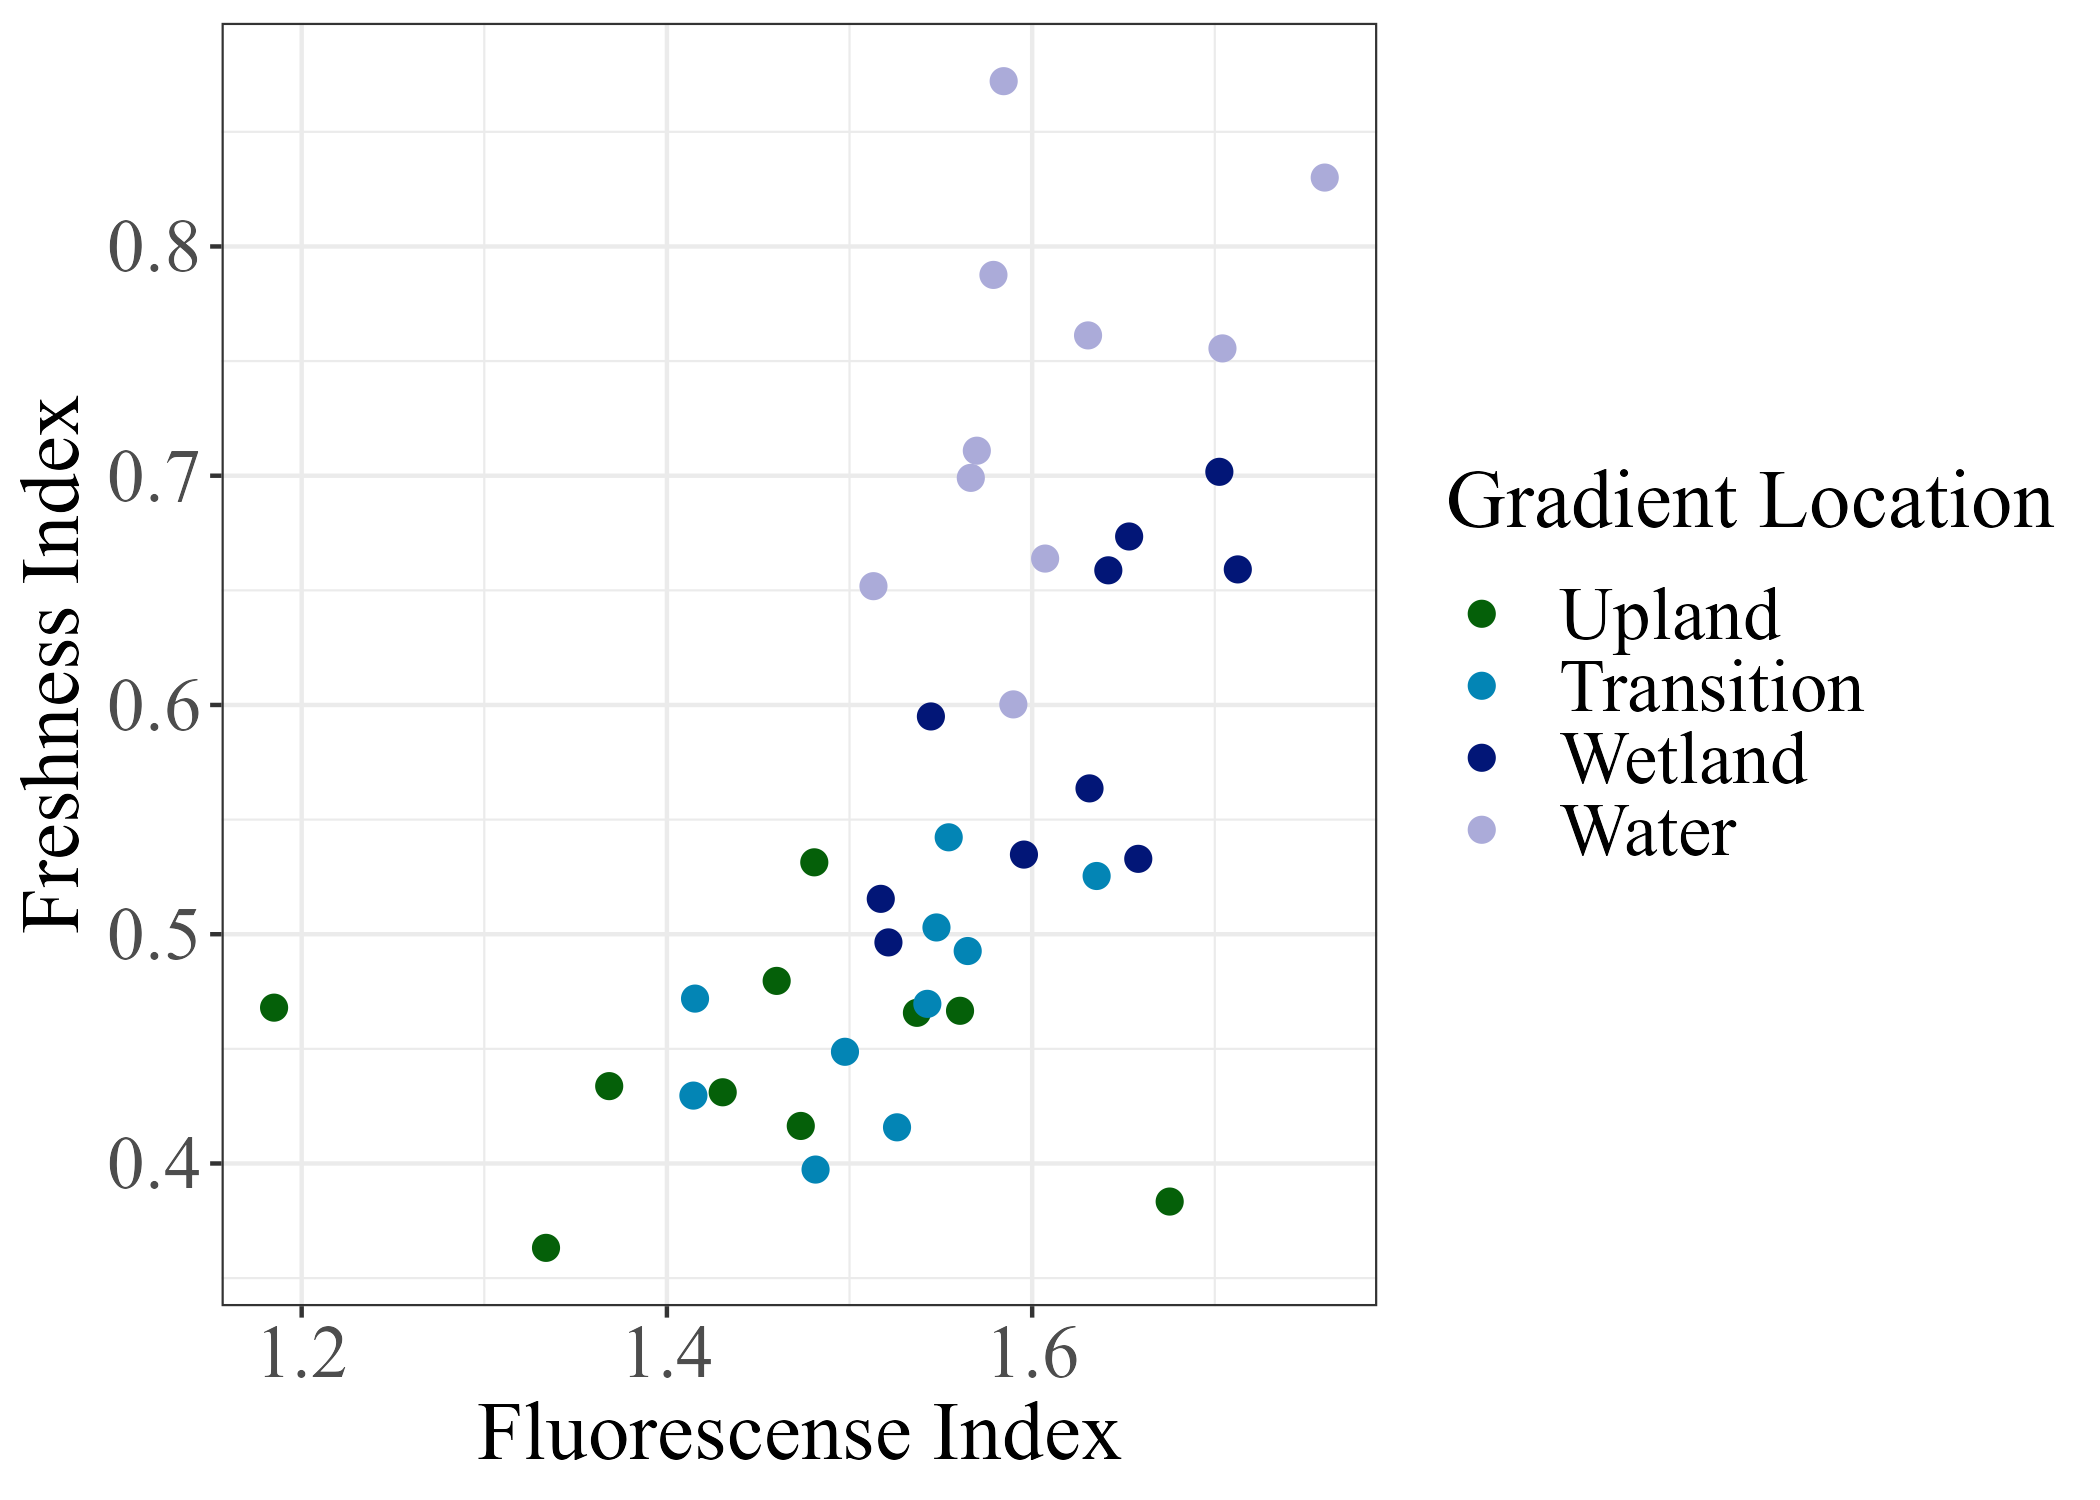 0.8
0.7
0.6
0.5
0.4
Freshness Index
1.2 1.4 1.6
Fluorescense Index
Gradient Location
Upland
Transition
Wetland
Water